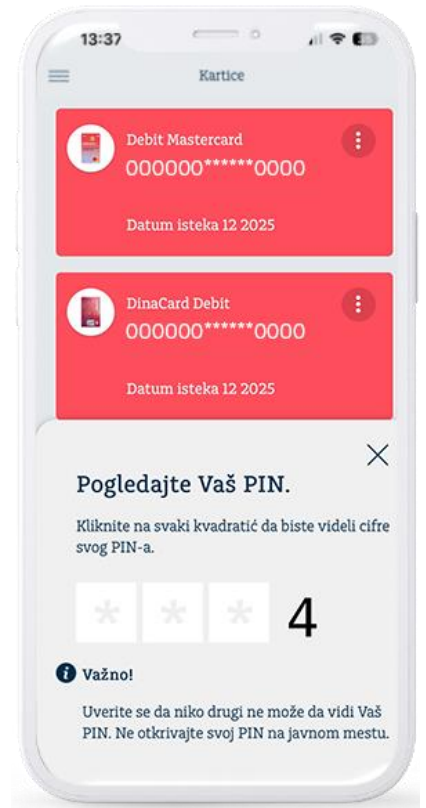 13:37
Kartice
Debit Mastercard
000000******0000
Datum isteka 12 2025
DinaCard Debit
000000******0000
Datum isteka 12 2025
Pogledajte Vaš PIN.
Kliknite na svaki kvadratić da biste videli cifre
svog PIN-a.
* * * 4
Važno!
Uverite se da niko drugi ne može da vidi Vaš
PIN. Ne otkrivajte svoj PIN na javnom mestu.